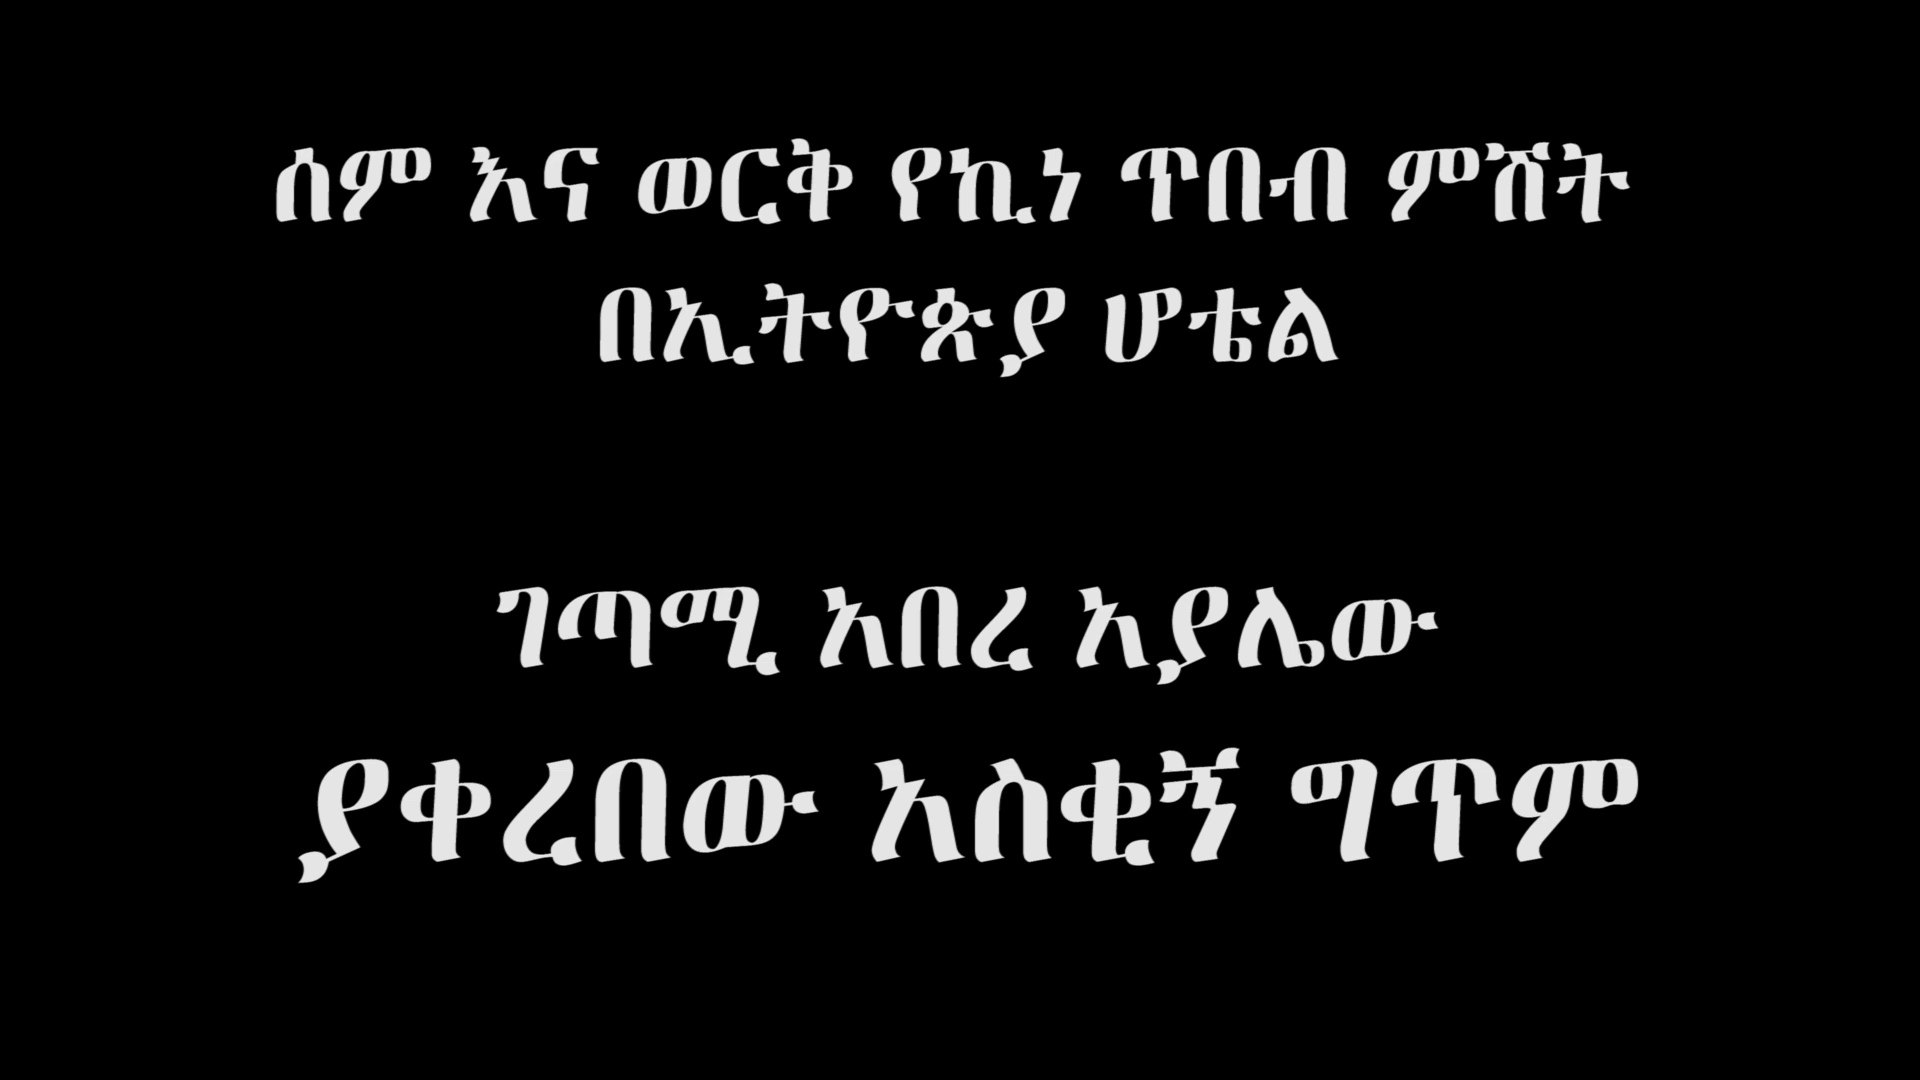 ሰም እና ወርቅ የኪነ ጥበብ ምሽት
በኢትዮጵያ ሆቴል
ገጣሚ አበረ አያሌው
ያቀረበው አስቂኝ ግጥም